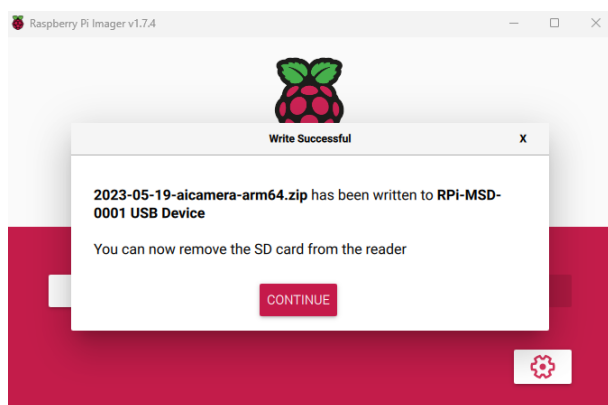 Raspberry Pi Imager v1.7.4
Write Successful
X
2023-05-19-aicamera-arm64.zip has been written to RPi-MSD-
0001 USB Device
You can now remove the SD card from the reader
CONTINUE